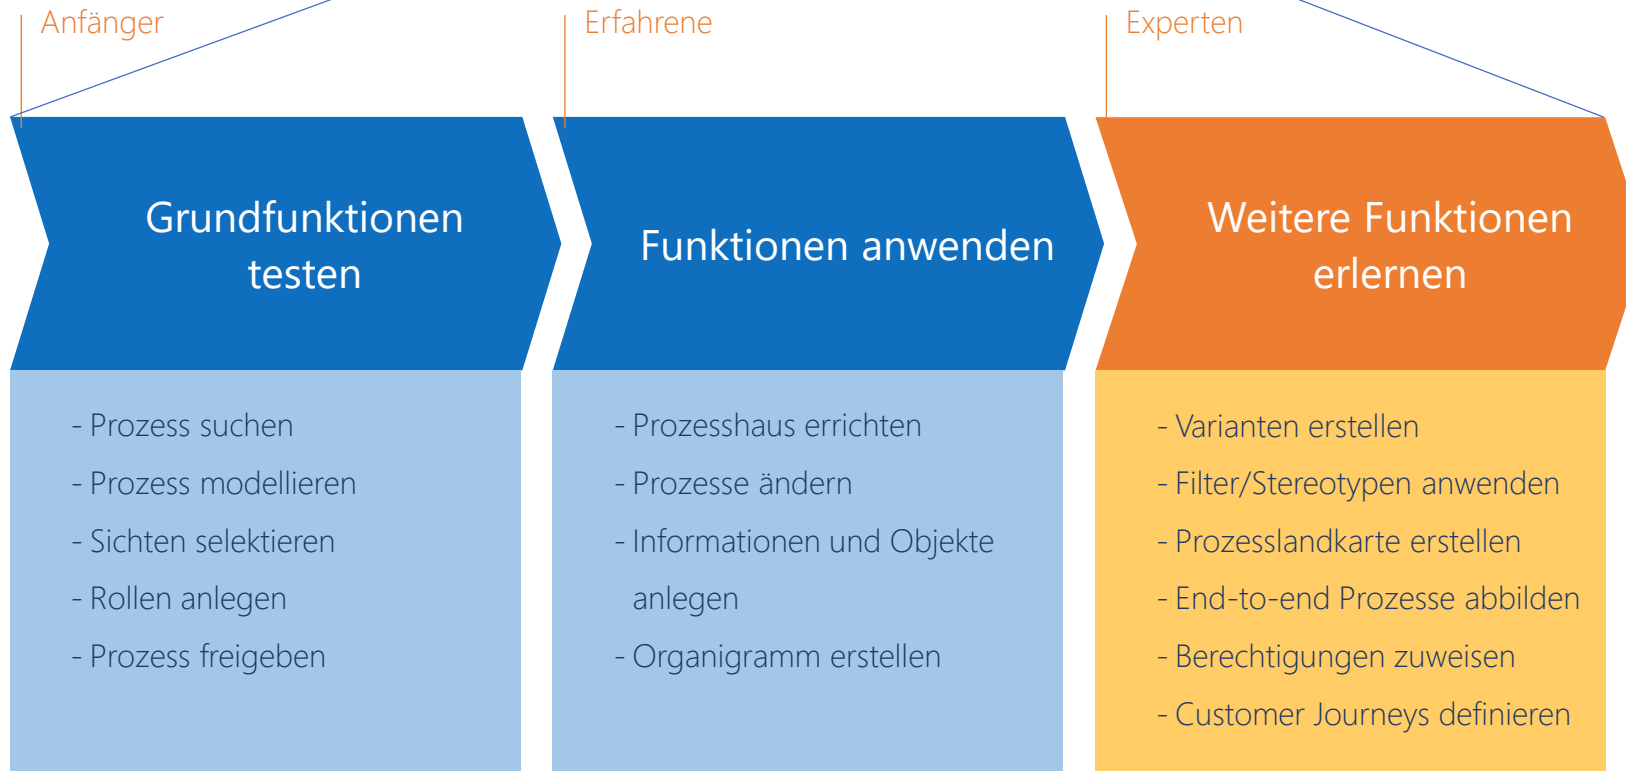 Anfänger
Grundfunktionen
testen
- Prozess suchen
- Prozess modellieren
- Sichten selektieren
- Rollen anlegen
- Prozess freigeben
Erfahrene
Funktionen anwenden
- Prozesshaus errichten
- Prozesse ändern
- Informationen und Objekte
anlegen
- Organigramm erstellen
Experten
Weitere Funktionen
erlernen
- Varianten erstellen
- Filter/Stereotypen anwenden
- Prozesslandkarte erstellen
- End-to-end Prozesse abbilden
- Berechtigungen zuweisen
- Customer Journeys definieren